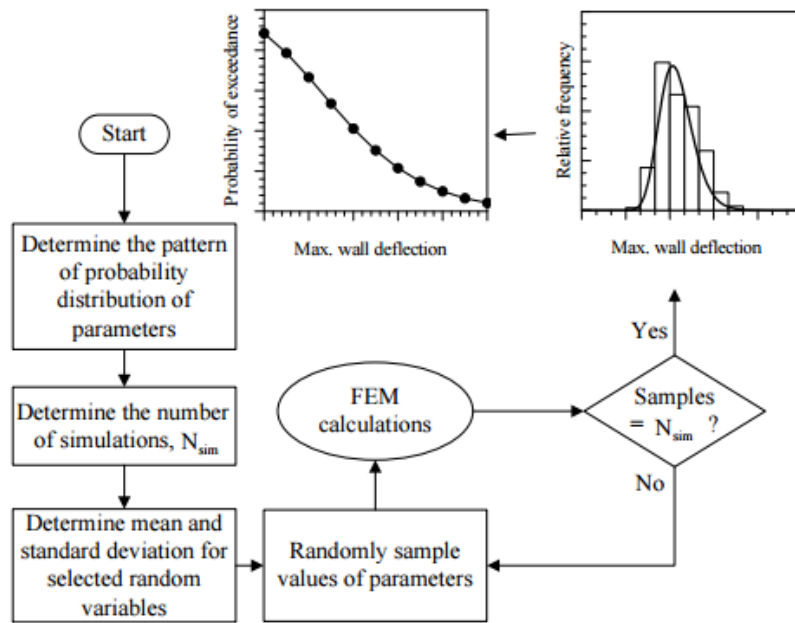 Start
Determine the pattern
of probability
distribution of
parameters
Determine the number
of simulations, Nsim
Determine mean and
standard deviation for
selected random
variables
Randomly sample
values of parameters
FEM
calculations
Samples
= Nsim ?
Yes
No
Relative frequency
Max. wall deflection
Probability of exceedance
Max. wall deflection